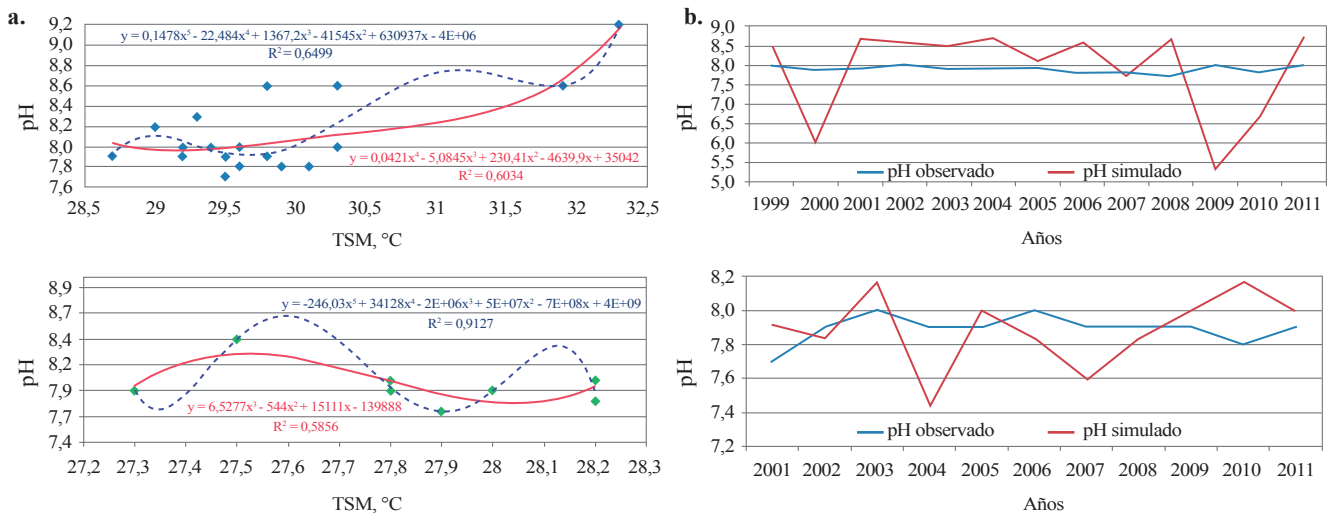 a.
9,2
9,0
8,8
8,6
8,4
8,2
8,0
7,8
7,6
pH
y = 0,1478x⁵ - 22,484x⁴ + 1367,2x³ - 41545x² + 630937x - 4E+06
R² = 0,6499
y = 0,0421x⁴ - 5,0845x³ + 230,41x² - 4639,9x + 35042
R² = 0,6034
28,5 29 29,5 30 30,5 31 31,5 32 32,5
TSM, °C
b.
9,0
8,5
8,0
7,5
7,0
6,5
6,0
5,5
5,0
pH
pH observado pH simulado
1999 2000 2001 2002 2003 2004 2005 2006 2007 2008 2009 2010 2011
Años
8,9
8,7
8,4
8,2
7,9
7,7
7,4
pH
y = -246,03x⁵ + 34128x⁴ - 2E+06x³ + 5E+07x² - 7E+08x + 4E+09
R² = 0,9127
y = 6,5277x³ - 544x² + 15111x - 139888
R² = 0,5856
27,2 27,3 27,5 27,6 27,7 27,8 27,9 28 28,1 28,2 28,3
TSM, °C
8,2
8,0
7,8
7,6
7,4
7,2
pH
pH observado pH simulado
2001 2002 2003 2004 2005 2006 2007 2008 2009 2010 2011
Años